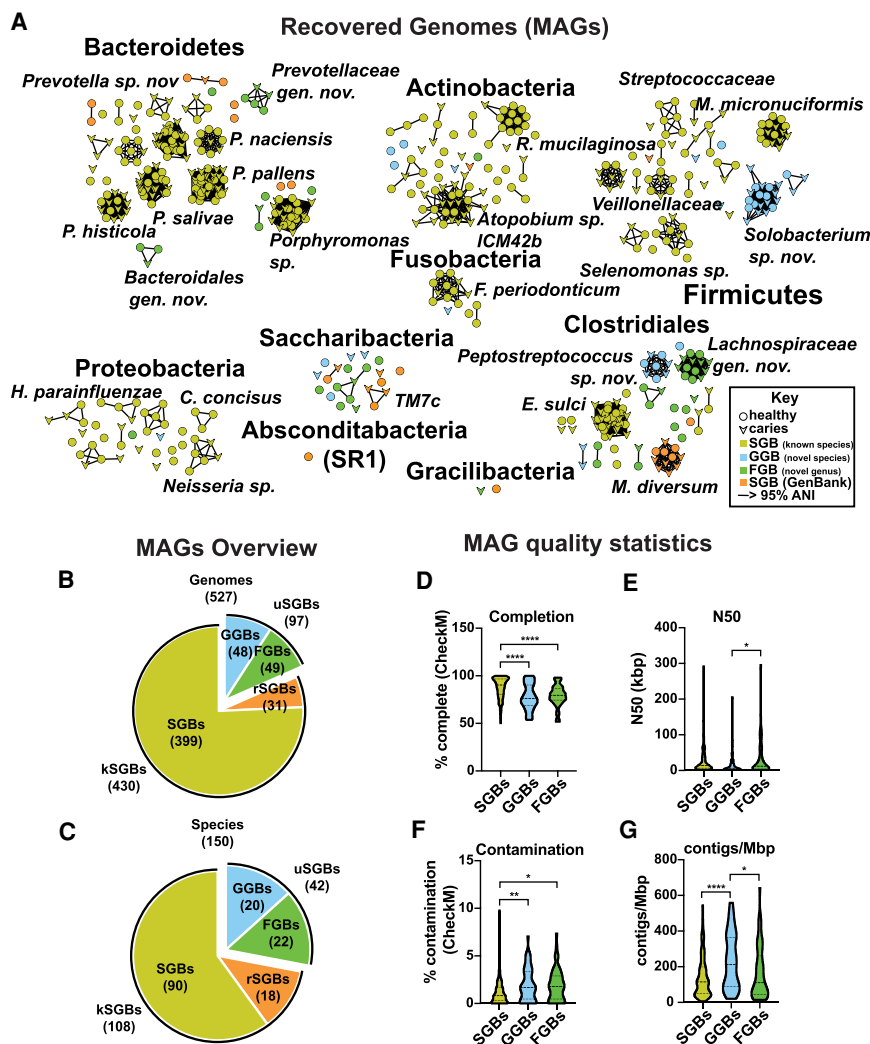 A
Recovered Genomes (MAGs)
Bacteroidetes
Prevotella sp. nov
Prevotellaceae
gen. nov.
P. naciensis
P. pallens
P. histicola
P. salivae
Porphyromonas
sp.
Bacteroidales
gen. nov.
Actinobacteria
R. mucilaginosa
Atopobium sp.
ICM42b
Streptococcaceae
M. micronuciformis
Veillonellaceae
Solobacterium
sp. nov.
Selenomonas sp.
Fusobacteria
F. periodonticum
Firmicutes
Clostridiales
Peptostreptococcus
sp. nov.
Lachnospiraceae
gen. nov.
E. sulci
M. diversum
Saccharibacteria
TM7c
Proteobacteria
H. parainfluenzae
C. concisus
Neisseria sp.
Absconditabacteria
(SR1)
Gracilibacteria
Key
healthy
caries
SGB (known species)
GGB (novel species)
FGB (novel genus)
SGB (GenBank)
> 95% ANI
MAGs Overview
MAG quality statistics
B
Genomes
(527)
uSGBs
(97)
GGBs
(48)
FGBs
(49)
rSGBs
(31)
SGBs
(399)
kSGBs
(430)
C
Species
(150)
uSGBs
(42)
GGBs
(20)
FGBs
(22)
rSGBs
(18)
SGBs
(90)
kSGBs
(108)
D
Completion
% complete (CheckM)
150
100
50
0
****
****
SGBs
GGBs
FGBs
E
N50
N50 (kbp)
400
300
200
100
0
*
SGBs
GGBs
FGBs
F
Contamination
% contamination
(CheckM)
15
10
5
0
*
**
SGBs
GGBs
FGBs
G
contigs/Mbp
contigs/Mbp
800
600
400
200
0
****
*
SGBs
GGBs
FGBs